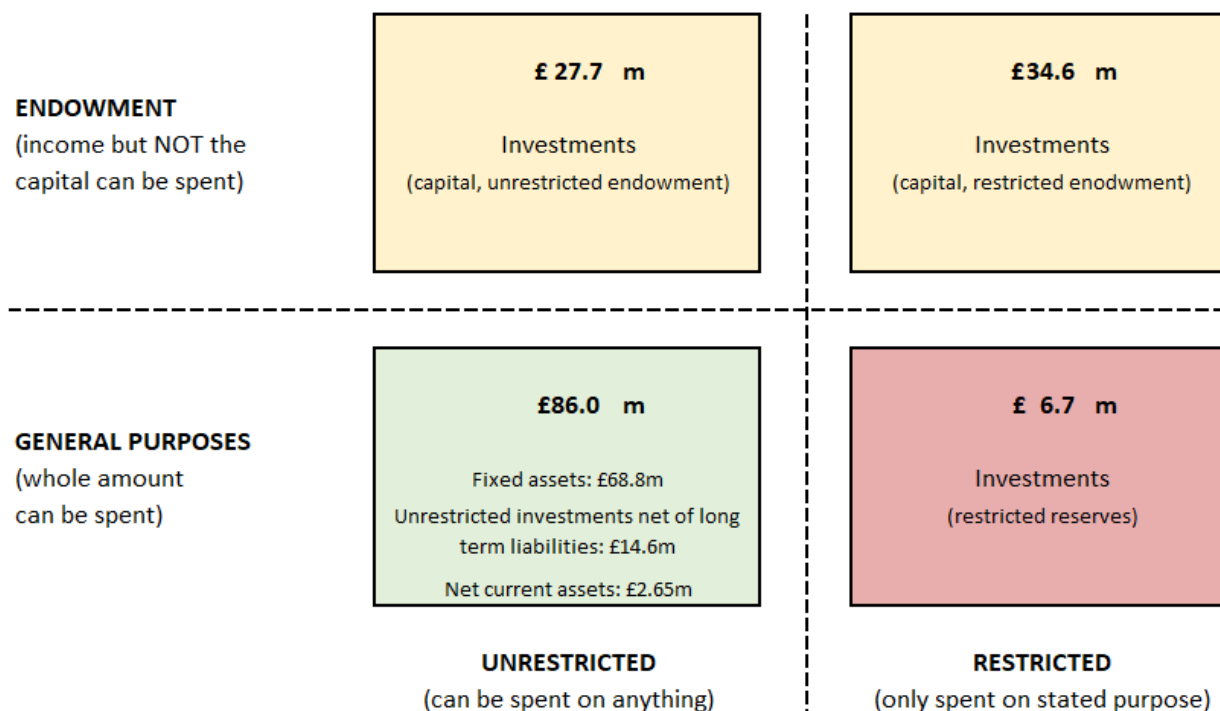 ENDOWMENT
(income but NOT the
capital can be spent)
£ 27.7 m
Investments
(capital, unrestricted endowment)
£34.6 m
Investments
(capital, restricted enodwment)
GENERAL PURPOSES
(whole amount
can be spent)
£86.0 m
Fixed assets: £68.8m
Unrestricted investments net of long
term liabilities: £14.6m
Net current assets: £2.65m
£ 6.7 m
Investments
(restricted reserves)
UNRESTRICTED
(can be spent on anything)
RESTRICTED
(only spent on stated purpose)